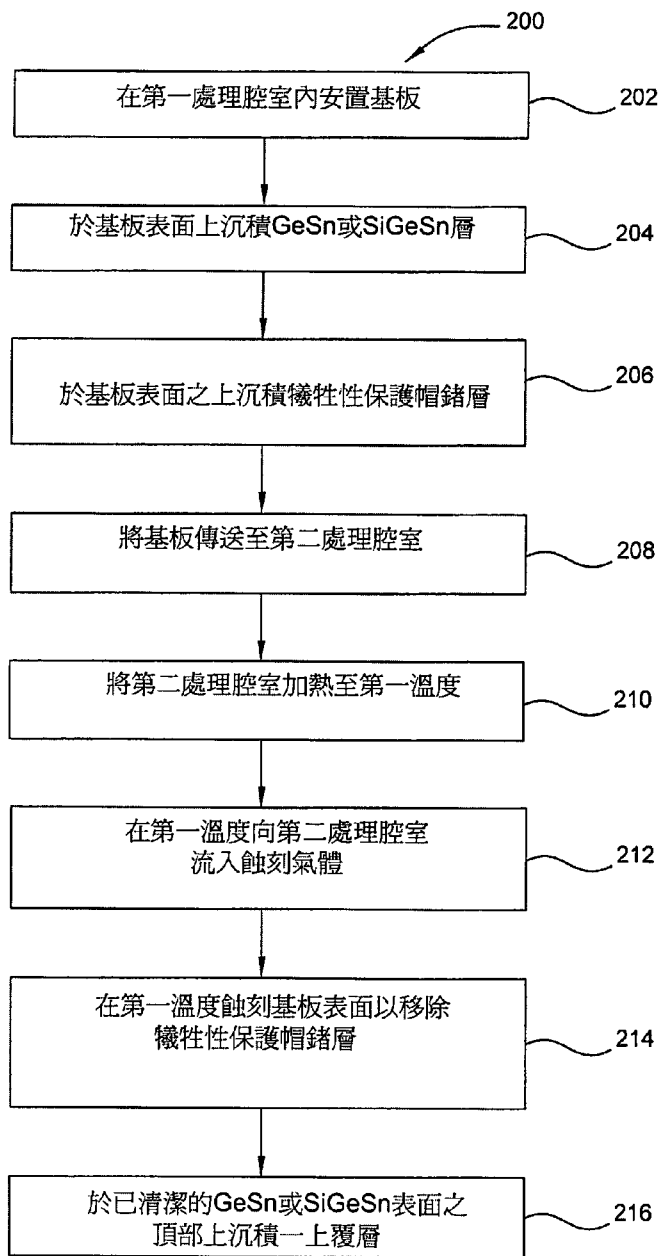 200
在第一處理腔室內安置基板
202
於基板表面上沉積GeSn或SiGeSn層
204
於基板表面之上沉積犧牲性保護帽鍺層
206
將基板傳送至第二處理腔室
208
將第二處理腔室加熱至第一溫度
210
在第一溫度向第二處理腔室
流入蝕刻氣體
212
在第一溫度蝕刻基板表面以移除
犧牲性保護帽鍺層
214
於已清潔的GeSn或SiGeSn表面之
頂部上沉積一上覆層
216